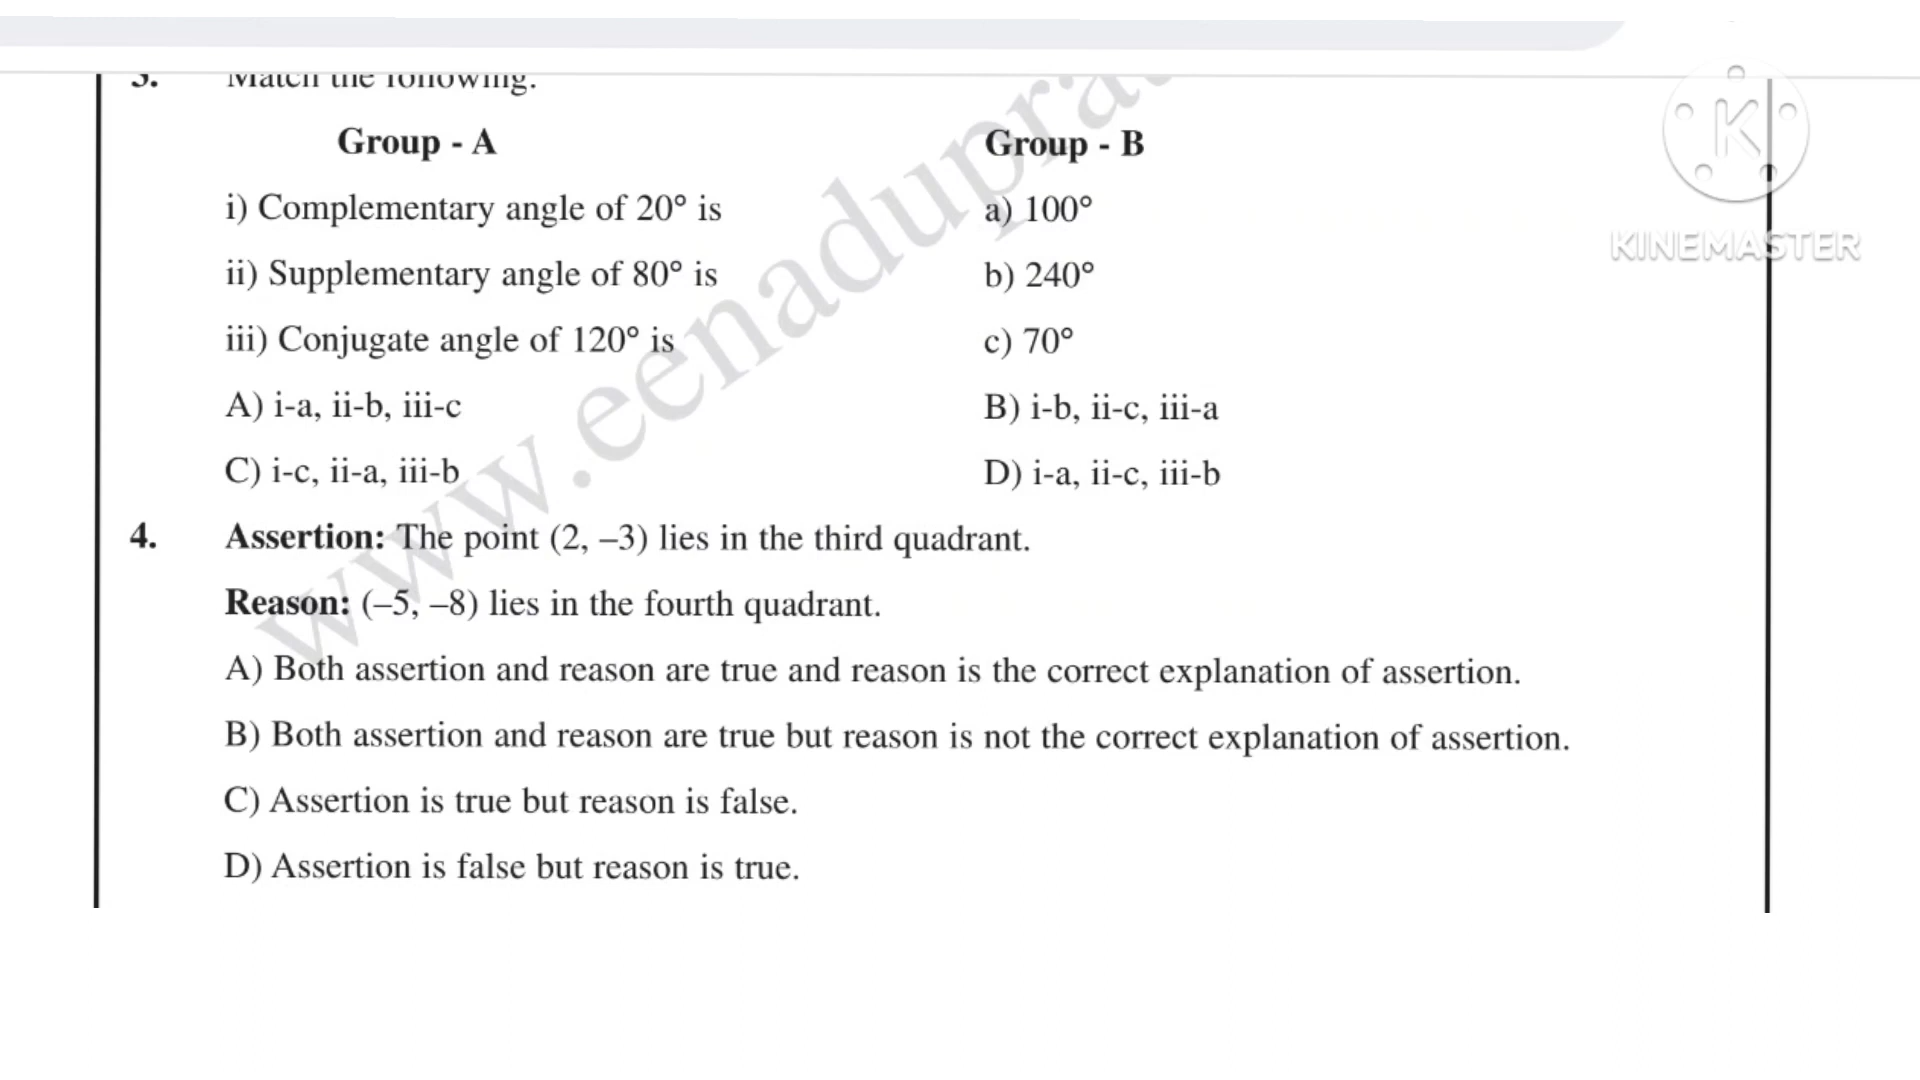 3. Match the following.
Group - A Group - B
i) Complementary angle of 20° is a) 100°
ii) Supplementary angle of 80° is b) 240°
iii) Conjugate angle of 120° is c) 70°
A) i-a, ii-b, iii-c B) i-b, ii-c, iii-a
C) i-c, ii-a, iii-b D) i-a, ii-c, iii-b
4. Assertion: The point (2, –3) lies in the third quadrant.
Reason: (–5, –8) lies in the fourth quadrant.
A) Both assertion and reason are true and reason is the correct explanation of assertion.
B) Both assertion and reason are true but reason is not the correct explanation of assertion.
C) Assertion is true but reason is false.
D) Assertion is false but reason is true.
K
KINEMASTER